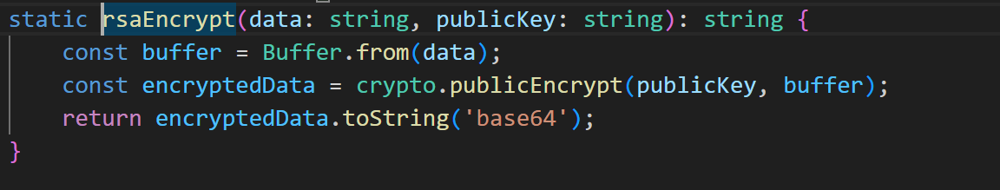 static rsaEncrypt(data: string, publicKey: string): string {
    const buffer = Buffer.from(data);
    const encryptedData = crypto.publicEncrypt(publicKey, buffer);
    return encryptedData.toString('base64');
}